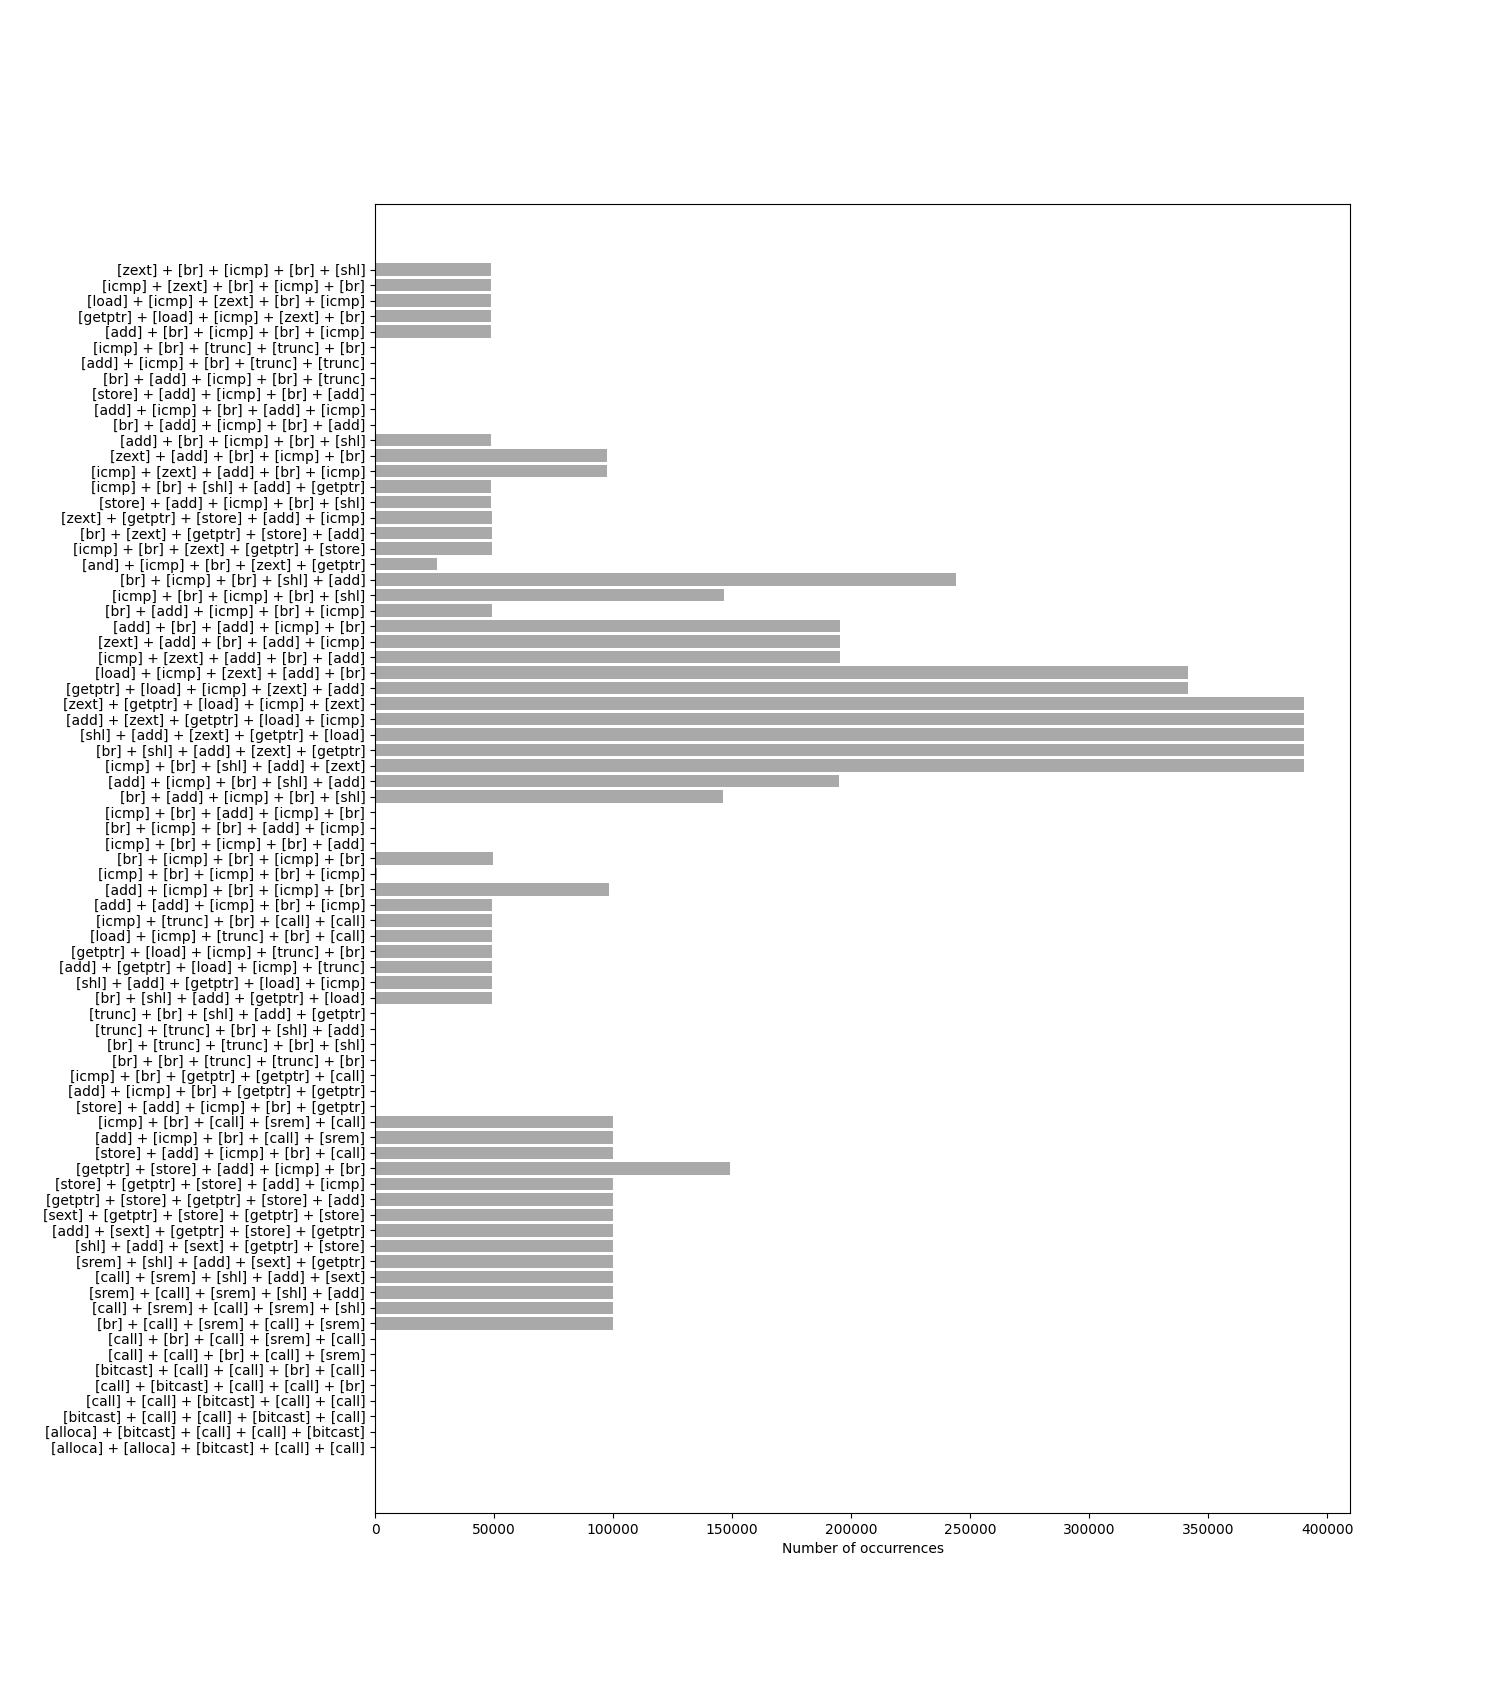 [zext] + [br] + [icmp] + [br] + [shl]
[icmp] + [zext] + [br] + [icmp] + [br]
[load] + [icmp] + [zext] + [br] + [icmp]
[getptr] + [load] + [icmp] + [zext] + [br]
[add] + [br] + [icmp] + [br] + [icmp]
[icmp] + [br] + [trunc] + [trunc] + [br]
[add] + [icmp] + [br] + [trunc] + [trunc]
[br] + [add] + [icmp] + [br] + [trunc]
[store] + [add] + [icmp] + [br] + [add]
[add] + [icmp] + [br] + [add] + [icmp]
[br] + [add] + [icmp] + [br] + [add]
[add] + [br] + [icmp] + [br] + [shl]
[zext] + [add] + [br] + [icmp] + [br]
[icmp] + [zext] + [add] + [br] + [icmp]
[icmp] + [br] + [shl] + [add] + [getptr]
[store] + [add] + [icmp] + [br] + [shl]
[zext] + [getptr] + [store] + [add] + [icmp]
[br] + [zext] + [getptr] + [store] + [add]
[icmp] + [br] + [zext] + [getptr] + [store]
[and] + [icmp] + [br] + [zext] + [getptr]
[br] + [icmp] + [br] + [shl] + [add]
[icmp] + [br] + [icmp] + [br] + [shl]
[br] + [add] + [icmp] + [br] + [icmp]
[add] + [br] + [add] + [icmp] + [br]
[zext] + [add] + [br] + [add] + [icmp]
[icmp] + [zext] + [add] + [br] + [add]
[load] + [icmp] + [zext] + [add] + [br]
[getptr] + [load] + [icmp] + [zext] + [add]
[zext] + [getptr] + [load] + [icmp] + [zext]
[add] + [zext] + [getptr] + [load] + [icmp]
[shl] + [add] + [zext] + [getptr] + [load]
[br] + [shl] + [add] + [zext] + [getptr]
[icmp] + [br] + [shl] + [add] + [zext]
[add] + [icmp] + [br] + [shl] + [add]
[br] + [add] + [icmp] + [br] + [shl]
[icmp] + [br] + [add] + [icmp] + [br]
[br] + [icmp] + [br] + [add] + [icmp]
[icmp] + [br] + [icmp] + [br] + [add]
[br] + [icmp] + [br] + [icmp] + [br]
[icmp] + [br] + [icmp] + [br] + [icmp]
[add] + [icmp] + [br] + [icmp] + [br]
[add] + [add] + [icmp] + [br] + [icmp]
[icmp] + [trunc] + [br] + [call] + [call]
[load] + [icmp] + [trunc] + [br] + [call]
[getptr] + [load] + [icmp] + [trunc] + [br]
[add] + [getptr] + [load] + [icmp] + [trunc]
[shl] + [add] + [getptr] + [load] + [icmp]
[br] + [shl] + [add] + [getptr] + [load]
[trunc] + [br] + [shl] + [add] + [getptr]
[trunc] + [trunc] + [br] + [shl] + [add]
[br] + [trunc] + [trunc] + [br] + [shl]
[br] + [br] + [trunc] + [trunc] + [br]
[icmp] + [br] + [getptr] + [getptr] + [call]
[add] + [icmp] + [br] + [getptr] + [getptr]
[store] + [add] + [icmp] + [br] + [getptr]
[icmp] + [br] + [call] + [srem] + [call]
[add] + [icmp] + [br] + [call] + [srem]
[store] + [add] + [icmp] + [br] + [call]
[getptr] + [store] + [add] + [icmp] + [br]
[store] + [getptr] + [store] + [add] + [icmp]
[getptr] + [store] + [getptr] + [store] + [add]
[sext] + [getptr] + [store] + [getptr] + [store]
[add] + [sext] + [getptr] + [store] + [getptr]
[shl] + [add] + [sext] + [getptr] + [store]
[srem] + [shl] + [add] + [sext] + [getptr]
[call] + [srem] + [shl] + [add] + [sext]
[srem] + [call] + [srem] + [shl] + [add]
[call] + [srem] + [call] + [srem] + [shl]
[br] + [call] + [srem] + [call] + [srem]
[call] + [br] + [call] + [srem] + [call]
[call] + [call] + [br] + [call] + [srem]
[bitcast] + [call] + [call] + [br] + [call]
[call] + [bitcast] + [call] + [call] + [br]
[call] + [call] + [bitcast] + [call] + [call]
[bitcast] + [call] + [call] + [bitcast] + [call]
[alloca] + [bitcast] + [call] + [call] + [bitcast]
[alloca] + [alloca] + [bitcast] + [call] + [call]
0 50000 100000 150000 200000 250000 300000 350000 400000
Number of occurrences